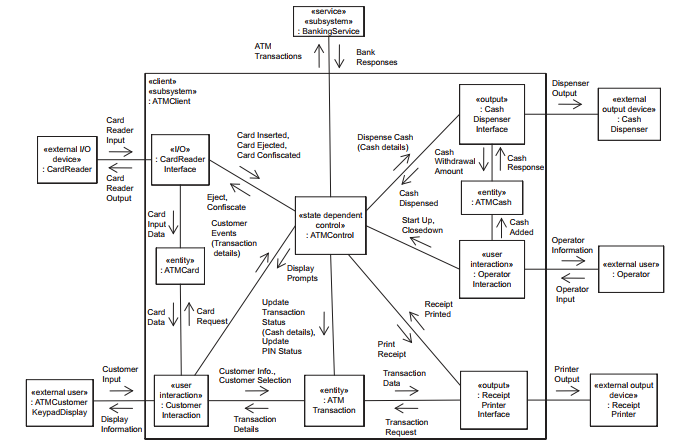 «service»
«subsystem»
: BankingService
ATM
Transactions
Bank
Responses
«client»
«subsystem»
: ATMClient
Dispenser
Output
«output»
: Cash
Dispenser
Interface
«external
output device»
: Cash
Dispenser
Card
Reader
Input
«external I/O
device»
: CardReader
Card
Reader
Output
«I/O»
: CardReader
Interface
Card Inserted,
Card Ejected,
Card Confiscated
Dispense Cash
(Cash details)
Cash
Withdrawal
Amount
Cash
Response
Eject,
Confiscate
Cash
Dispensed
«entity»
: ATMCash
Card
Input
Data
Customer
Events
(Transaction
details)
«state dependent
control»
: ATMControl
Start Up,
Closedown
Cash
Added
«entity»
: ATMCard
Display
Prompts
«user
interaction»
: Operator
Interaction
Operator
Information
Operator
Input
«external user»
: Operator
Card
Data
Card
Request
Update
Transaction
Status
(Cash details),
Update
PIN Status
Receipt
Printed
Print
Receipt
Customer
Input
«external user»
: ATMCustomer
KeypadDisplay
Display
Information
«user
interaction»
: Customer
Interaction
Customer Info.,
Customer Selection
Transaction
Details
«entity»
: ATM
Transaction
Transaction
Data
Transaction
Request
«output»
: Receipt
Printer
Interface
Printer
Output
«external output
device»
: Receipt
Printer